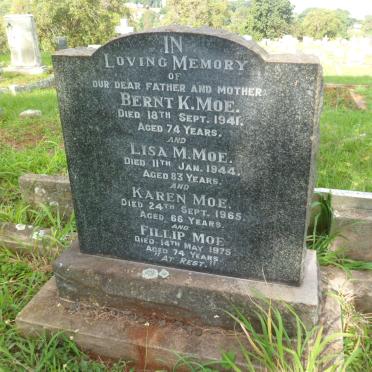 IN
LOVING MEMORY
OF
OUR DEAR FATHER AND MOTHER
BERNT K. MOE.
DIED 18TH SEPT. 1941.
AGED 74 YEARS.
AND
LISA M. MOE.
DIED 11TH JAN. 1944.
AGED 83 YEARS.
AND
KAREN MOE.
DIED 24TH SEPT. 1965.
AGED 66 YEARS.
AND
FILLIP MOE
DIED 14TH MAY 1975
AGED 74 YEARS.
"AT REST."